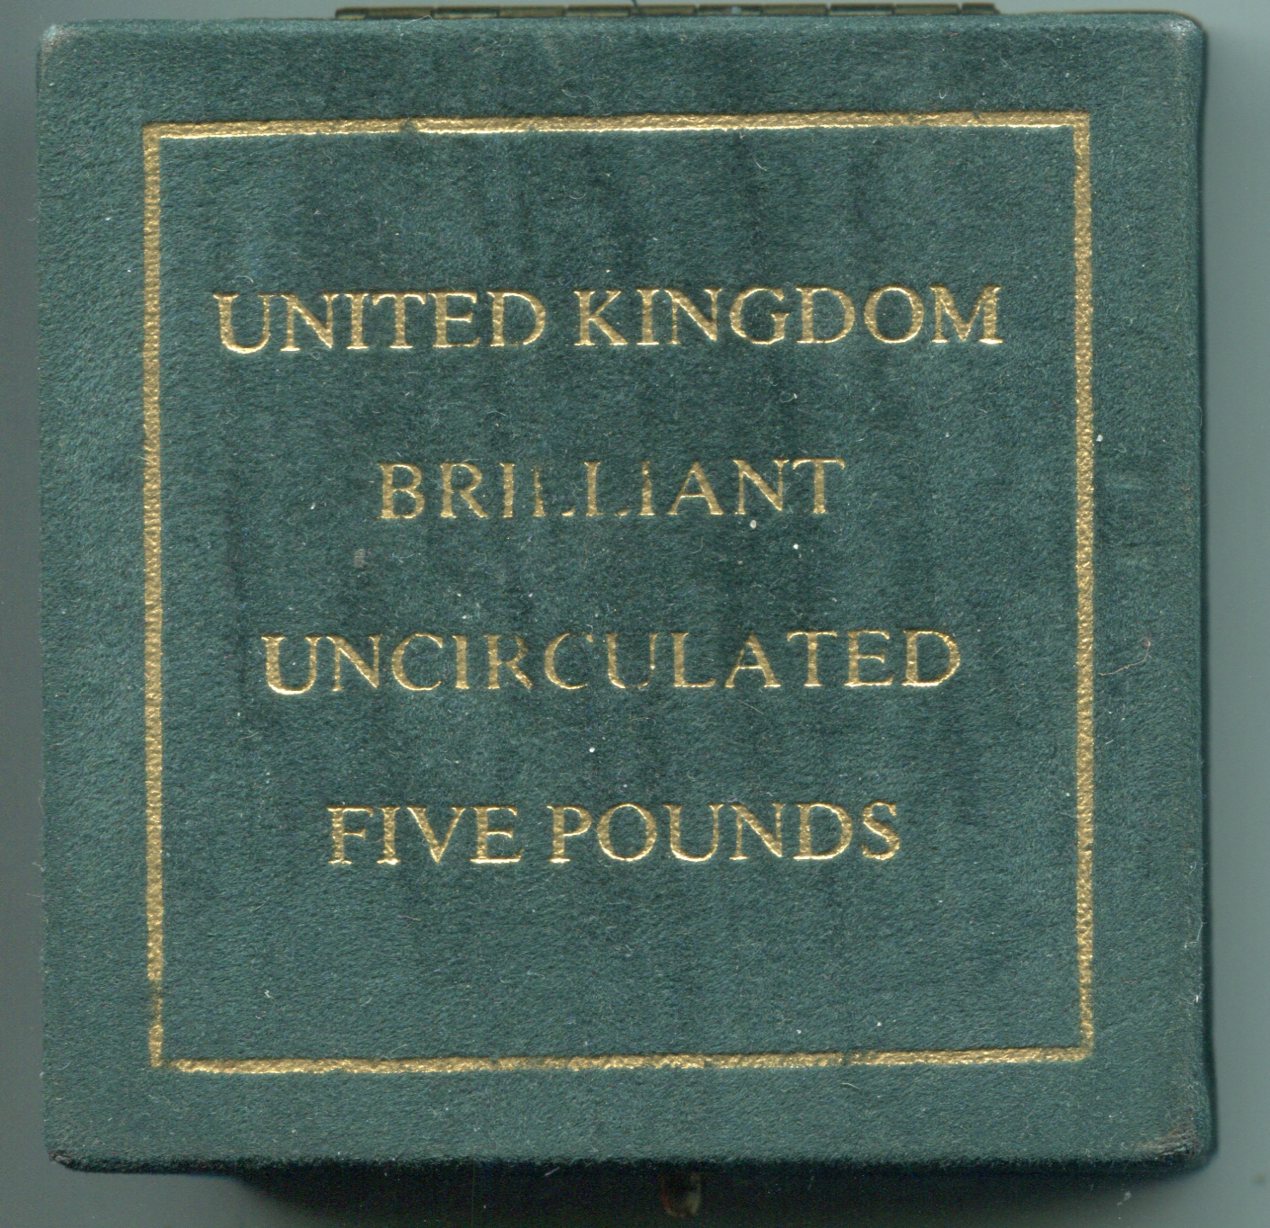 UNITED KINGDOM
BRILLIANT
UNCIRCULATED
FIVE POUNDS